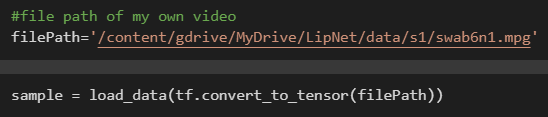 #file path of my own video
filePath='/content/gdrive/MyDrive/LipNet/data/s1/swab6n1.mpg'
sample = load_data(tf.convert_to_tensor(filePath))